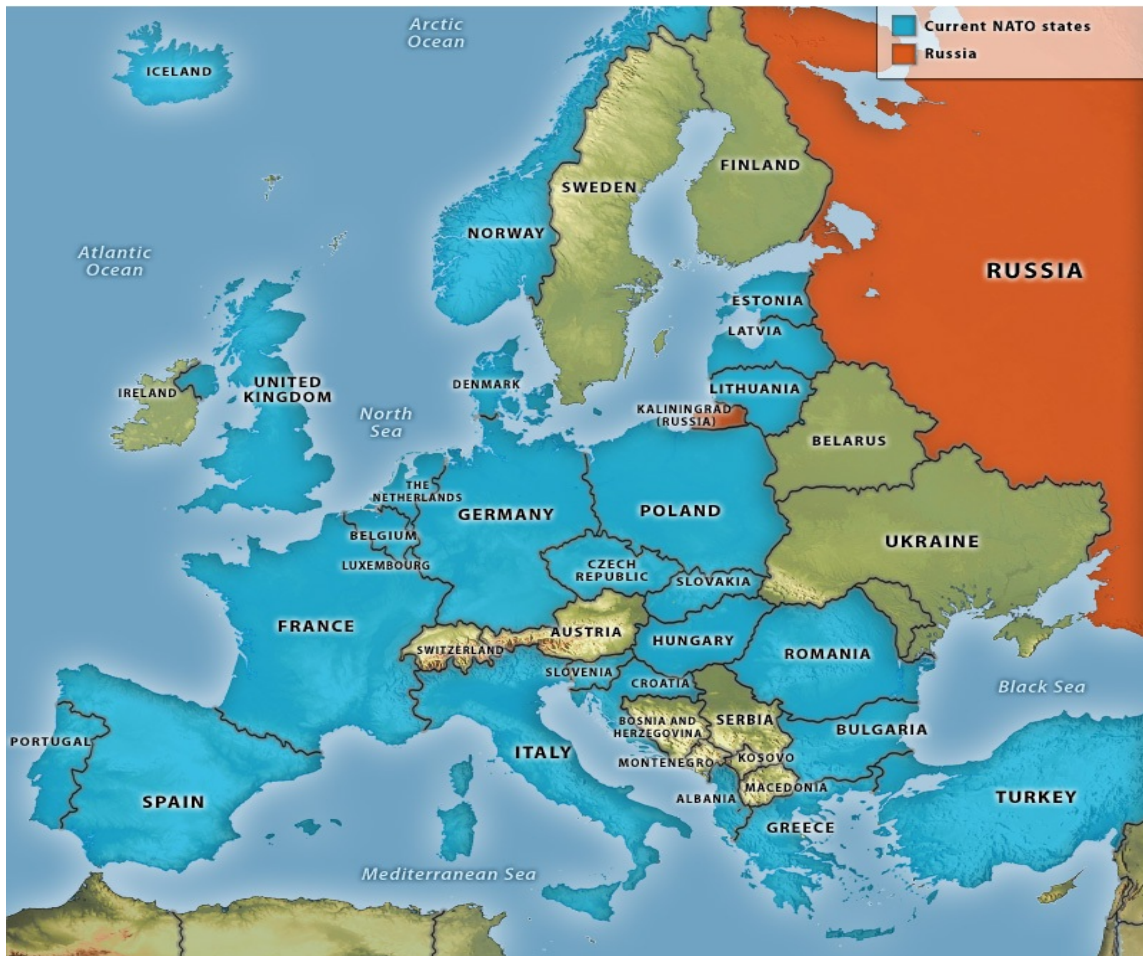 Arctic
Ocean
Current NATO states
Russia
ICELAND
FINLAND
SWEDEN
NORWAY
Atlantic
Ocean
RUSSIA
ESTONIA
LATVIA
DENMARK
LITHUANIA
IRELAND
UNITED
KINGDOM
North
Sea
KALININGRAD
(RUSSIA)
BELARUS
THE
NETHERLANDS
GERMANY
POLAND
BELGIUM
UKRAINE
LUXEMBOURG
CZECH
REPUBLIC
SLOVAKIA
FRANCE
AUSTRIA
HUNGARY
SWITZERLAND
ROMANIA
SLOVENIA
CROATIA
Black Sea
BOSNIA AND
HERZEGOVINA
SERBIA
BULGARIA
PORTUGAL
ITALY
MONTENEGRO
KOSOVO
MACEDONIA
ALBANIA
SPAIN
TURKEY
GREECE
Mediterranean Sea